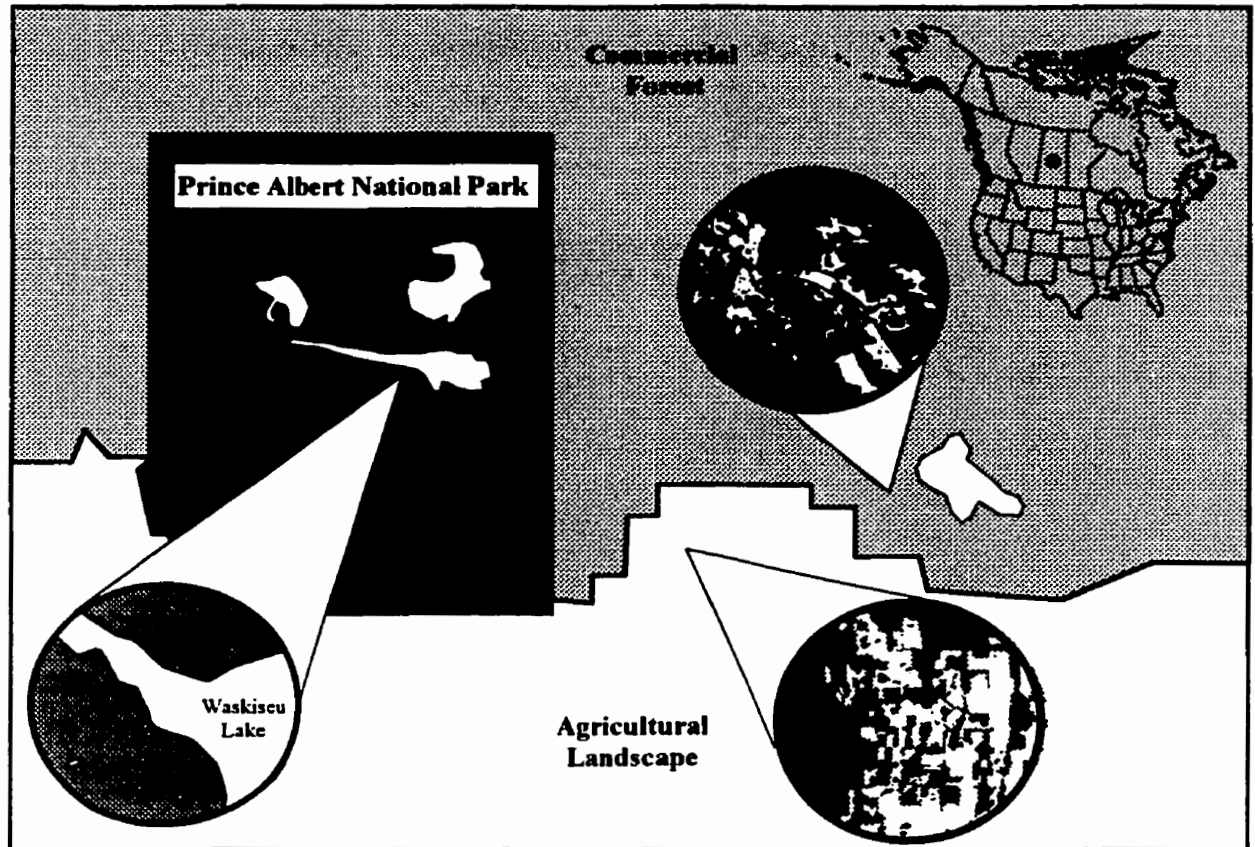 Commercial
Forest
Prince Albert National Park
Waskiseu
Lake
Agricultural
Landscape